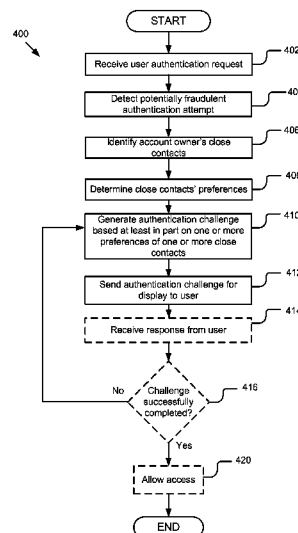 START
400
Receive user authentication request
402
Detect potentially fraudulent
authentication attempt
Identify account owner's close
contacts
406
Determine close contacts' preferences
Generate authentication challenge
based at least in part on one or more
preferences of one or more close
contacts
410
Send authentication challenge for
display to user
412
Receive response from user
414
Challenge
successfully
completed?
416
No
Yes
Allow access
420
END